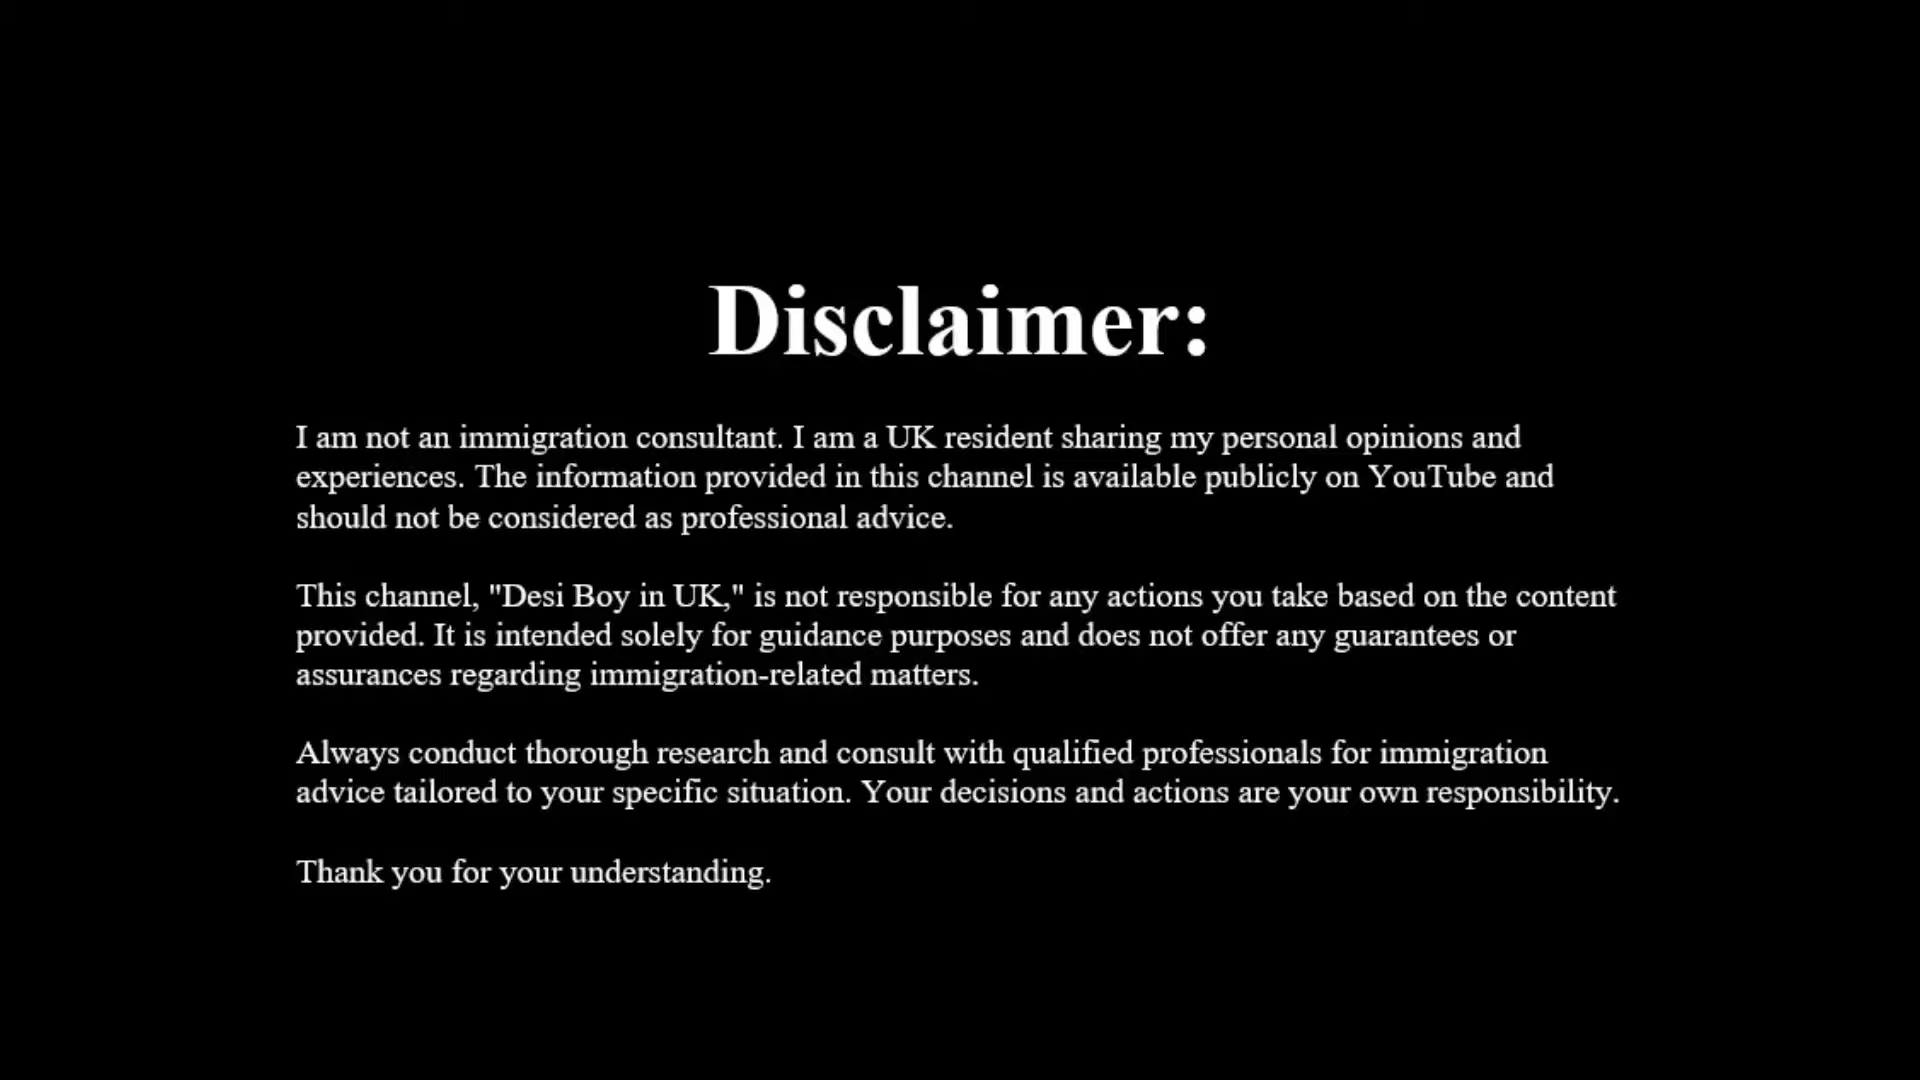 Disclaimer:
I am not an immigration consultant. I am a UK resident sharing my personal opinions and
experiences. The information provided in this channel is available publicly on YouTube and
should not be considered as professional advice.
This channel, "Desi Boy in UK," is not responsible for any actions you take based on the content
provided. It is intended solely for guidance purposes and does not offer any guarantees or
assurances regarding immigration-related matters.
Always conduct thorough research and consult with qualified professionals for immigration
advice tailored to your specific situation. Your decisions and actions are your own responsibility.
Thank you for your understanding.